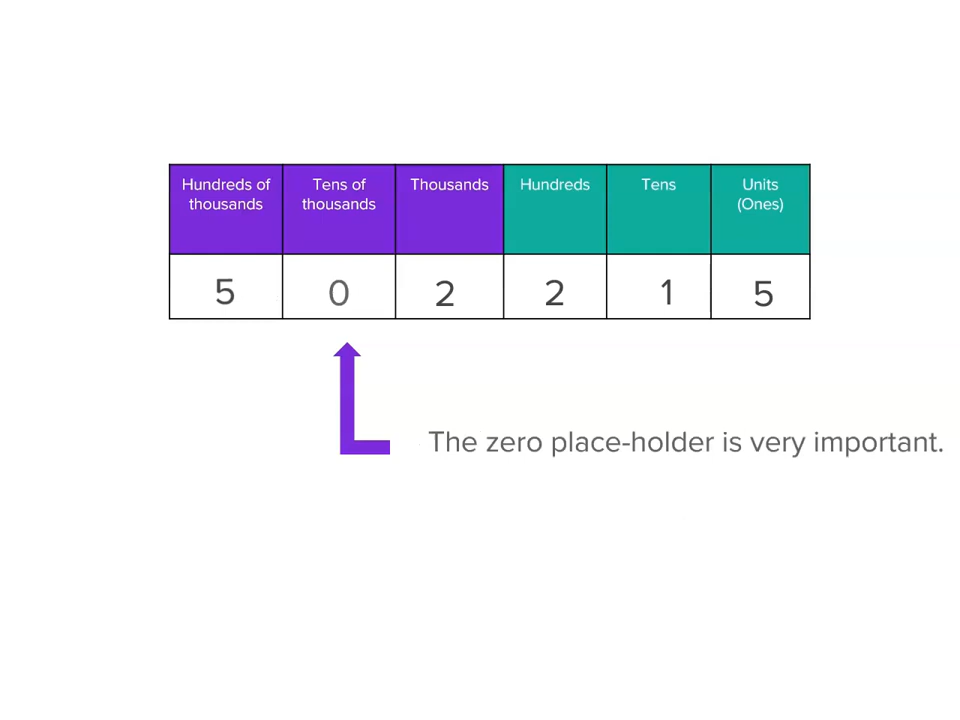 Hundreds of thousands Tens of thousands Thousands Hundreds Tens Units (Ones)
5 0 2 2 1 5
The zero place-holder is very important.